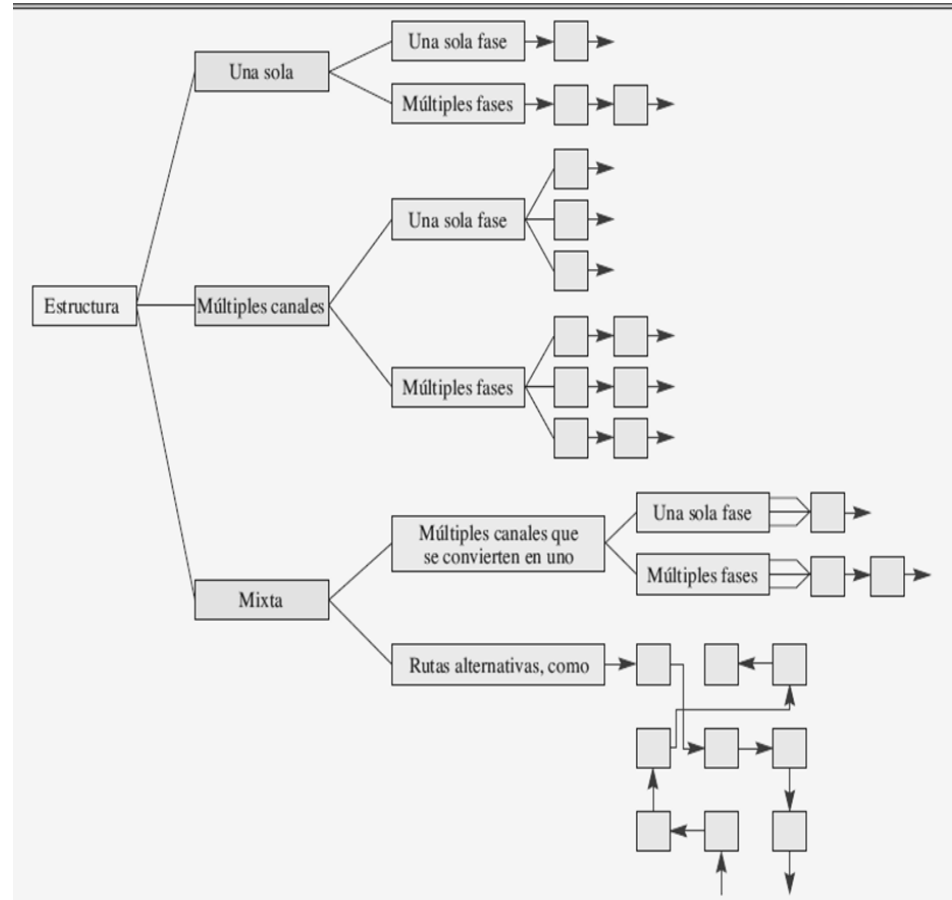 Una sola fase
Una sola
Múltiples fases
Una sola fase
Estructura
Múltiples canales
Múltiples fases
Una sola fase
Múltiples canales que
se convierten en uno
Múltiples fases
Mixta
Rutas alternativas, como